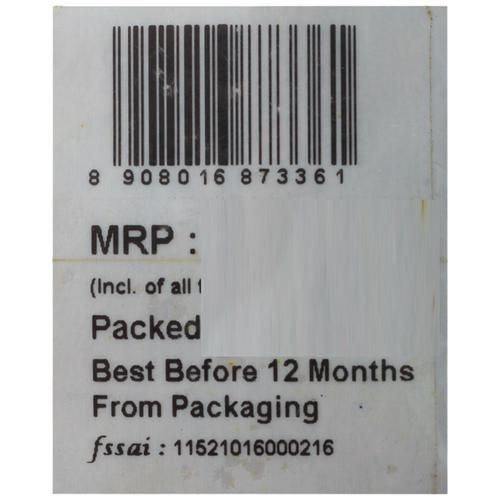 8 908016 873361
MRP :
(Incl. of all
Packed
Best Before 12 Months
From Packaging
fssai : 11521016000216